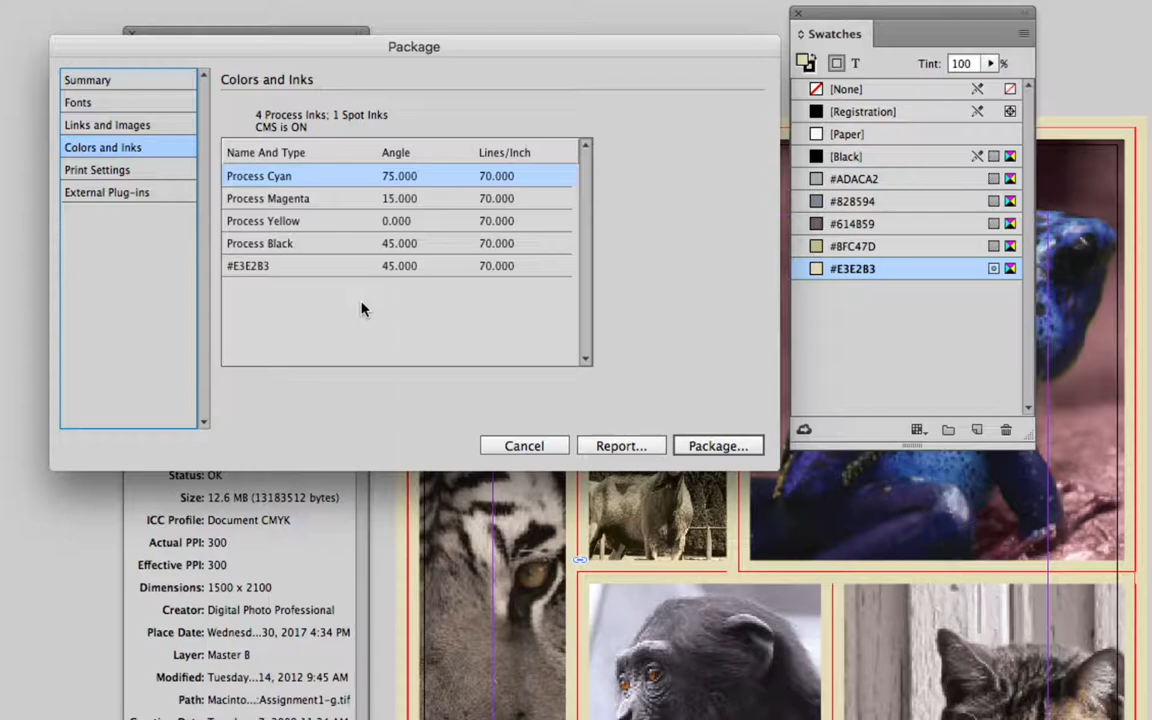 Package
Summary
Fonts
Links and Images
Colors and Inks
Print Settings
External Plug-ins
Colors and Inks
4 Process Inks; 1 Spot Inks
CMS is ON
Name And Type Angle Lines/Inch
Process Cyan 75.000 70.000
Process Magenta 15.000 70.000
Process Yellow 0.000 70.000
Process Black 45.000 70.000
#E3E2B3 45.000 70.000
Cancel Report... Package...
Swatches
T Tint: 100 %
[None]
[Registration]
[Paper]
[Black]
#ADACA2
#828594
#614B59
#BFC47D
#E3E2B3
Status: OK
Size: 12.6 MB (13183512 bytes)
ICC Profile: Document CMYK
Actual PPI: 300
Effective PPI: 300
Dimensions: 1500 x 2100
Creator: Digital Photo Professional
Place Date: Wednesd...30, 2017 4:34 PM
Layer: Master B
Modified: Tuesday...14, 2012 9:45 AM
Path: Macinto...:Assignment1-g.tif